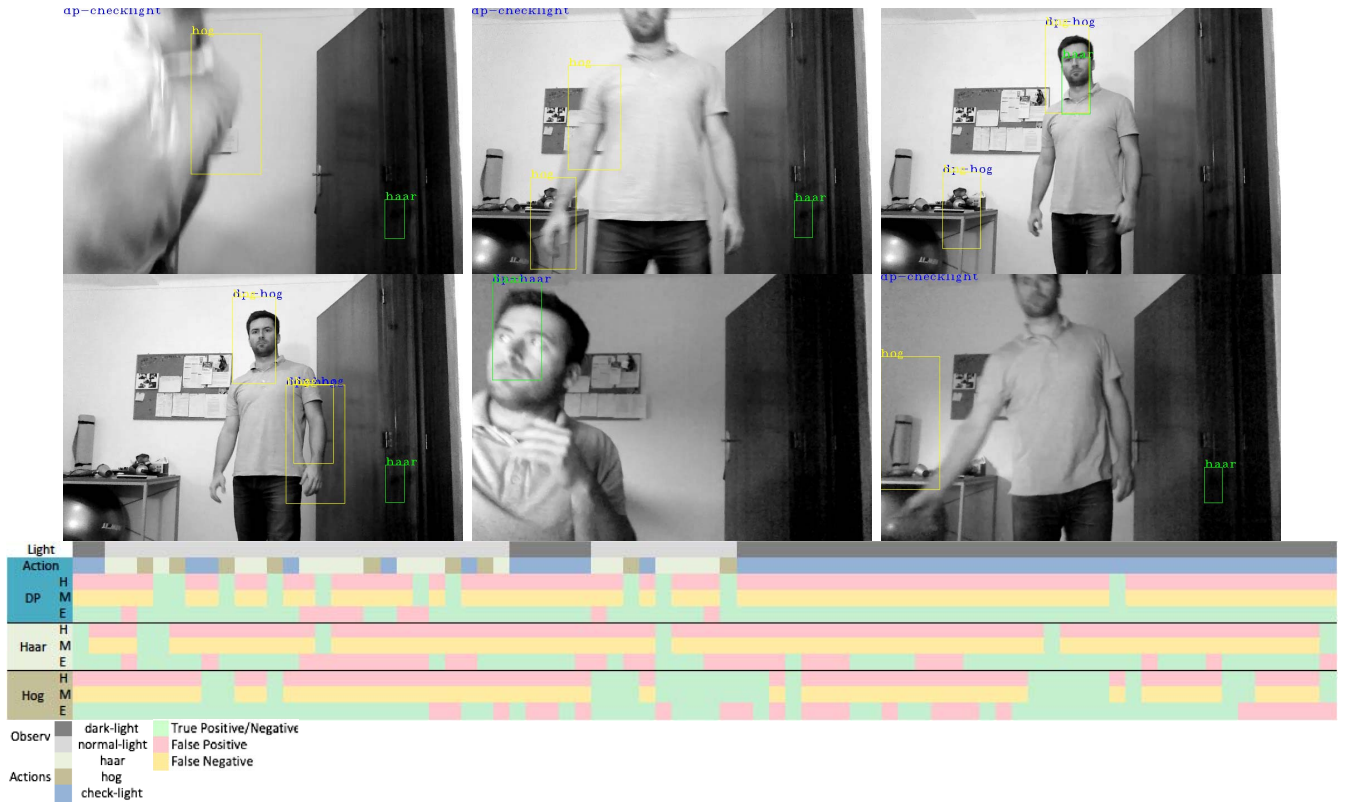 dp-checklight
hog
haar
hog
hog
haar
dp-hog
haar
dp-hog
dp-hog
haar
dp-haar
dp-checklight
hog
haar
Light
Action
DP H
M
E
Haar H
M
E
Hog H
M
E
Observ dark-light True Positive/Negative
normal-light False Positive
haar False Negative
Actions hog
check-light